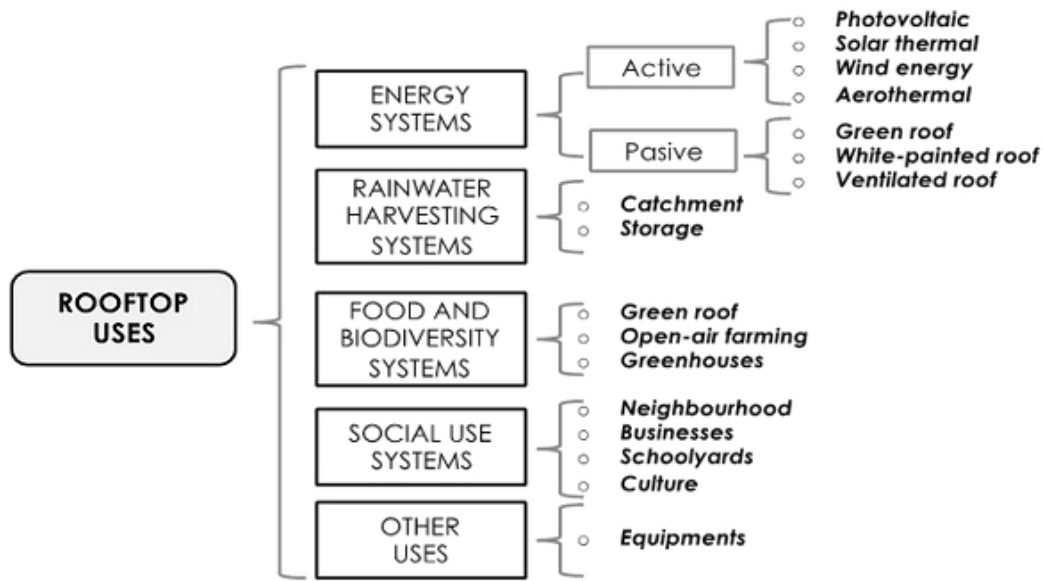 ROOFTOP
USES
ENERGY
SYSTEMS
Active
Photovoltaic
Solar thermal
Wind energy
Aerothermal
Pasive
Green roof
White-painted roof
Ventilated roof
RAINWATER
HARVESTING
SYSTEMS
Catchment
Storage
FOOD AND
BIODIVERSITY
SYSTEMS
Green roof
Open-air farming
Greenhouses
SOCIAL USE
SYSTEMS
Neighbourhood
Businesses
Schoolyards
Culture
OTHER
USES
Equipments